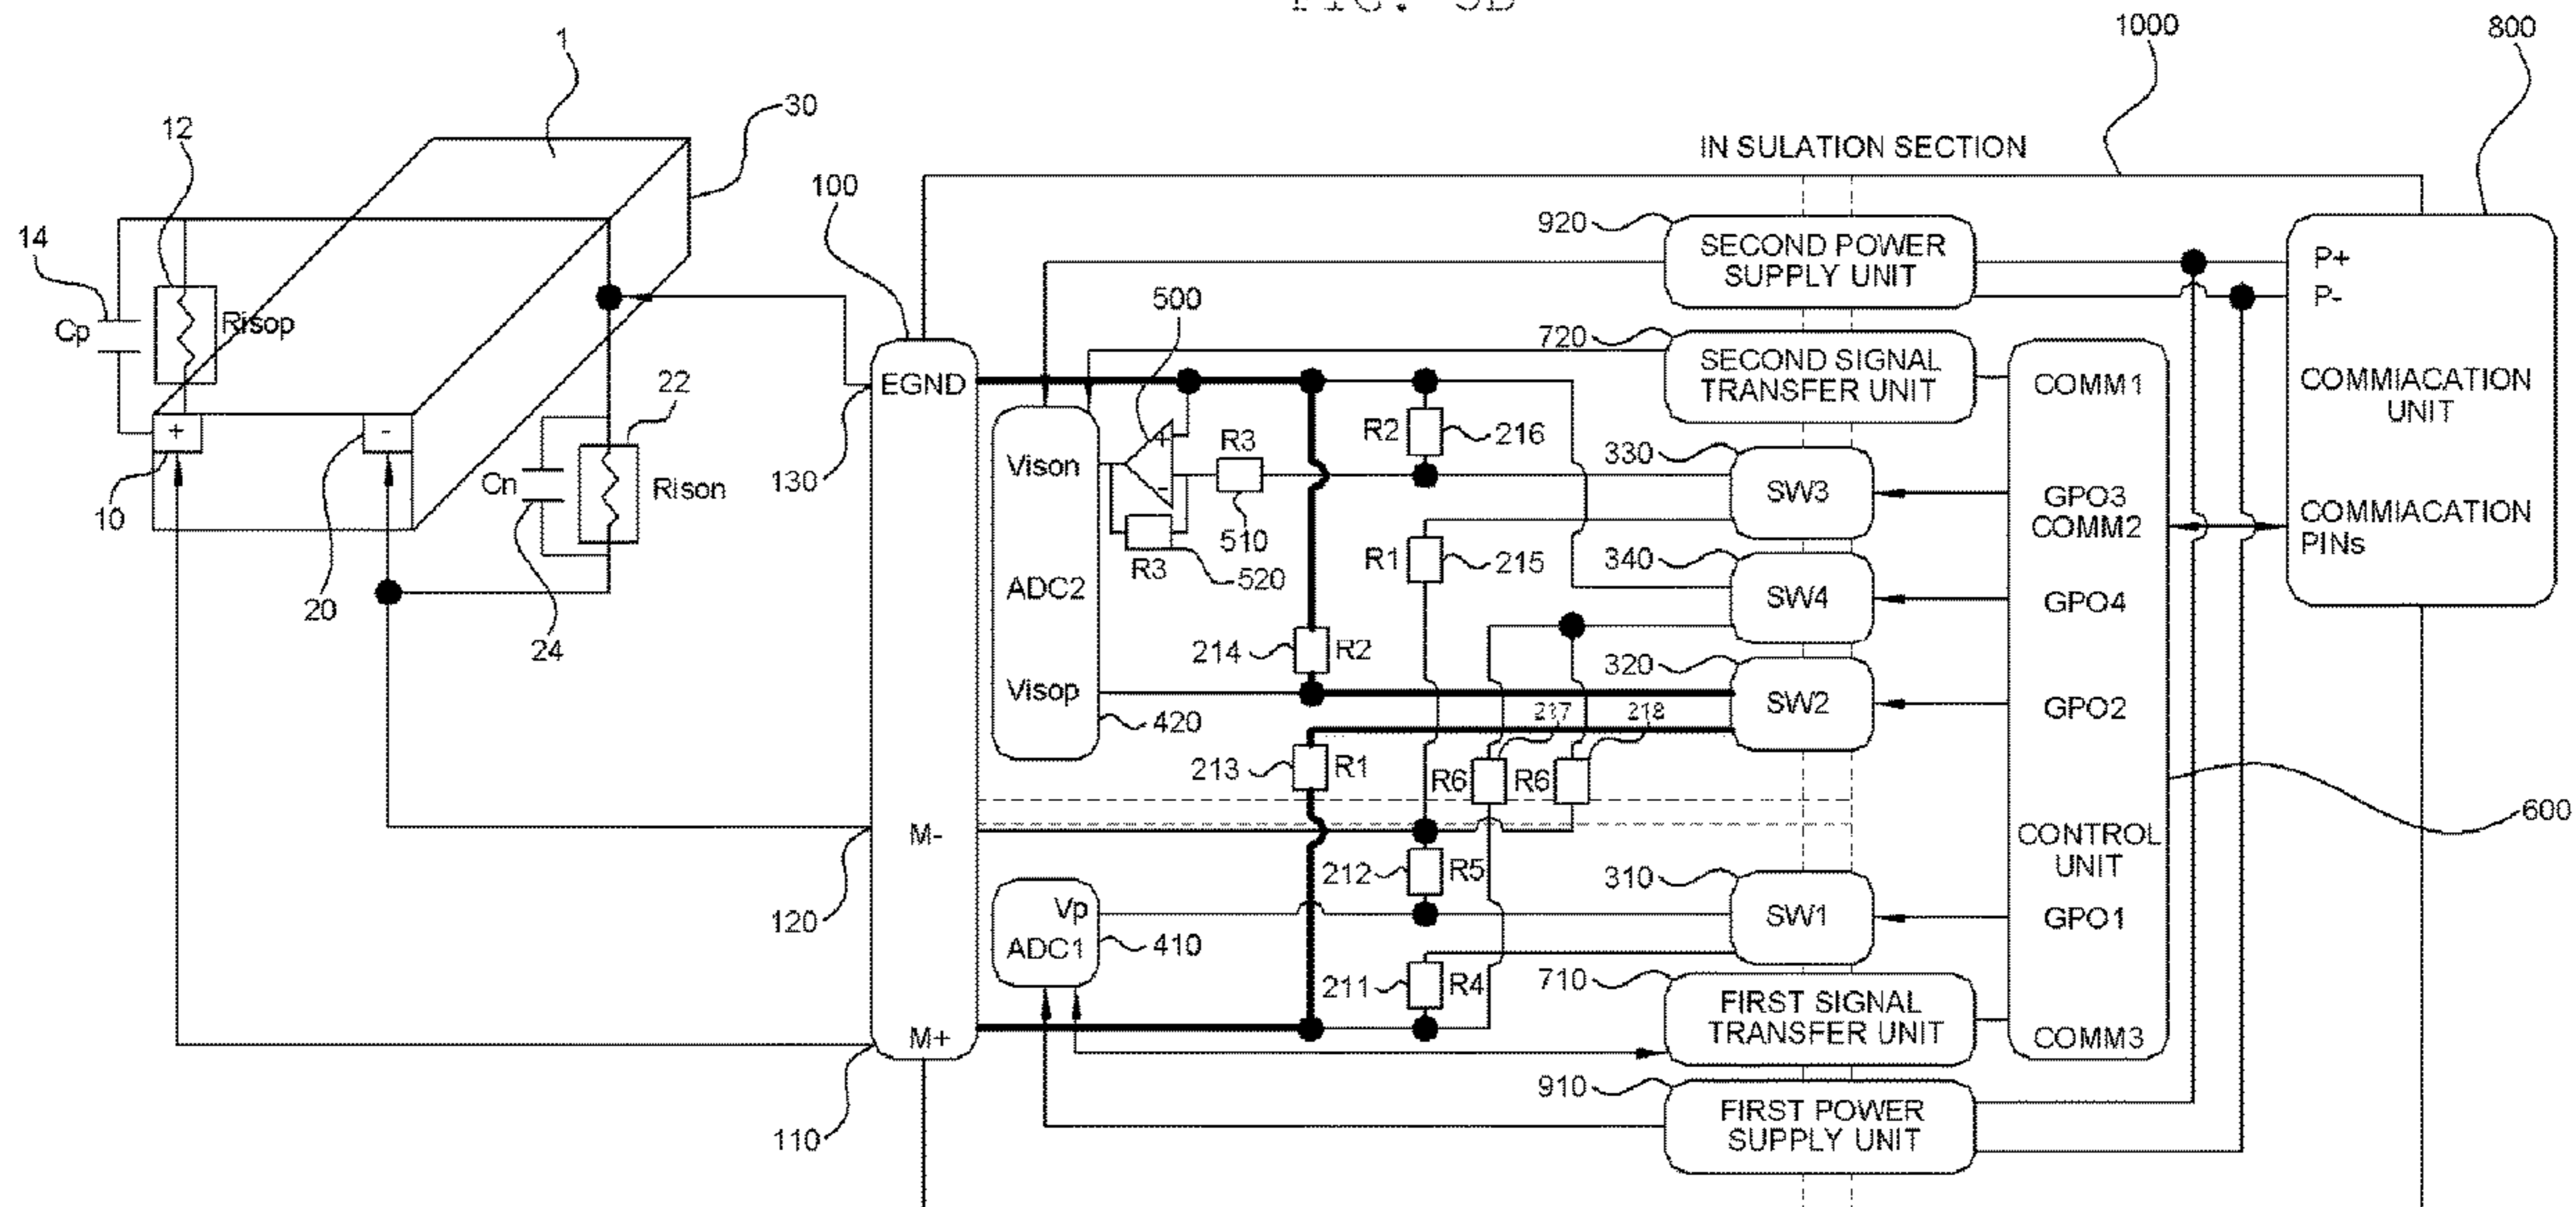 FIG. 3B
1
12
30
14
Cp
Risop
+
-
10
20
22
Cn
Rison
24
100
130
120
110
EGND
M-
M+
1000
800
IN SULATION SECTION
920
SECOND POWER
SUPPLY UNIT
720
SECOND SIGNAL
TRANSFER UNIT
P+
P-
COMMIACATION
UNIT
COMMIACATION
PINs
500
+
-
Vison
ADC2
Visop
420
R3
510
R3
520
R2
216
R1
215
214
R2
213
R1
217
218
R6
R6
212
R5
211
R4
Vp
ADC1
410
330
SW3
340
SW4
320
SW2
310
SW1
COMM1
GPO3
COMM2
GPO4
GPO2
CONTROL
UNIT
GPO1
COMM3
600
710
FIRST SIGNAL
TRANSFER UNIT
910
FIRST POWER
SUPPLY UNIT